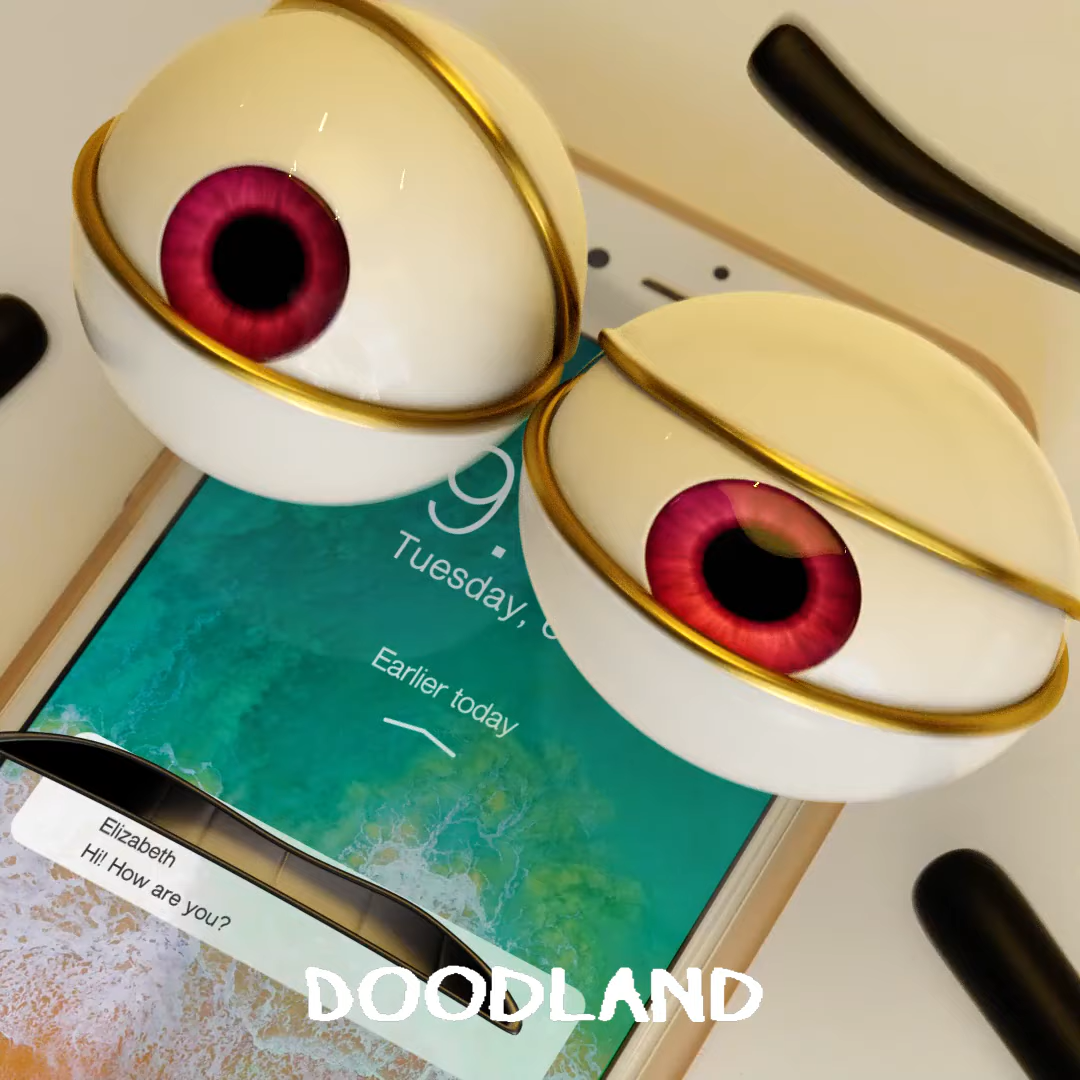 9.
Tuesday,
Earlier today
Elizabeth
Hi! How are you?
DOODLAND